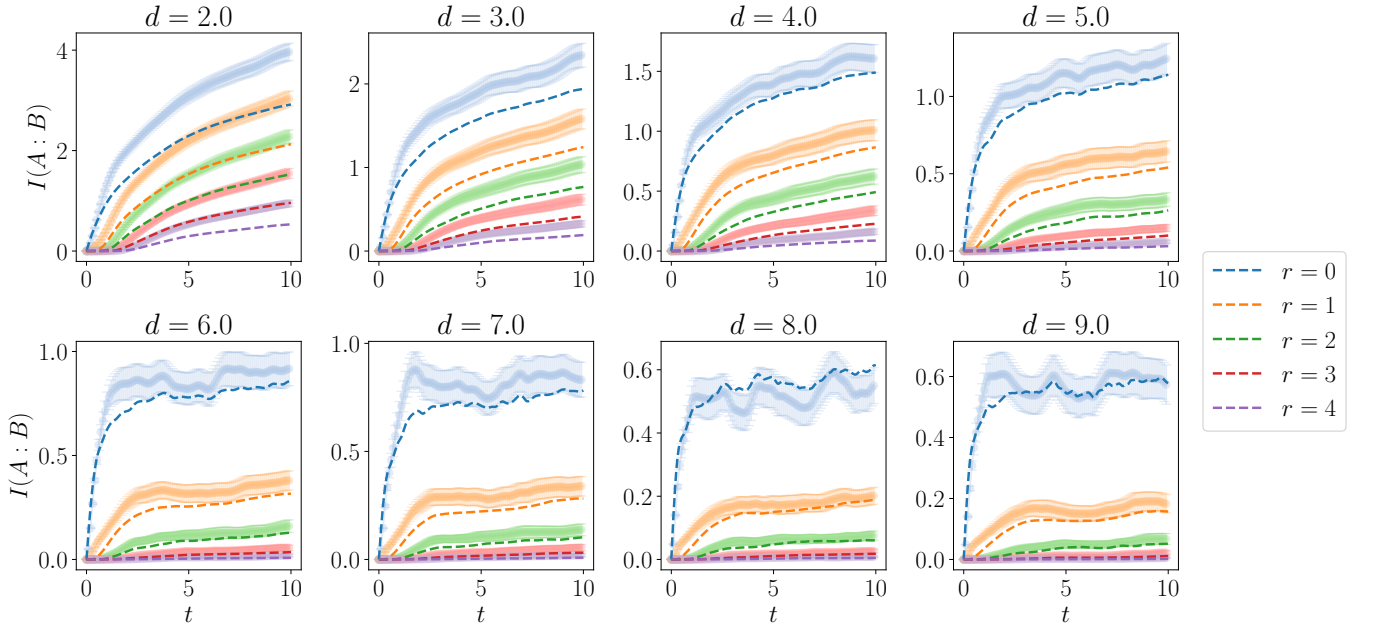 d = 2.0
d = 3.0
d = 4.0
d = 5.0
I(A : B)
4
2
0
0
5
10
2
1
0
0
5
10
1.5
1.0
0.5
0.0
0
5
10
1.0
0.5
0.0
0
5
10
r = 0
r = 1
r = 2
r = 3
r = 4
d = 6.0
d = 7.0
d = 8.0
d = 9.0
I(A : B)
1.0
0.5
0.0
0
5
10
t
1.0
0.5
0.0
0
5
10
t
0.6
0.4
0.2
0.0
0
5
10
t
0.6
0.4
0.2
0.0
0
5
10
t